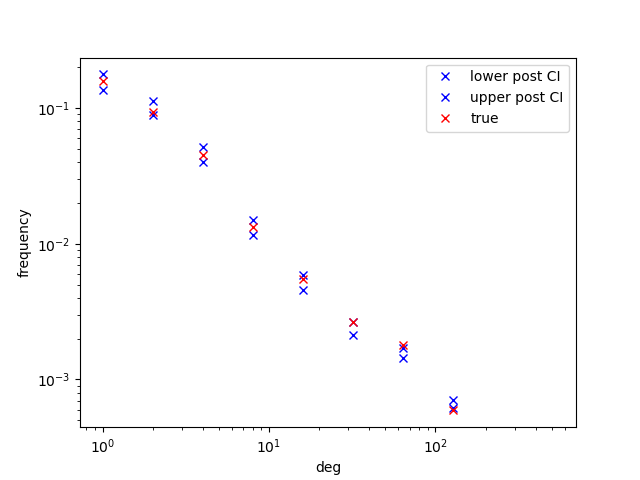 lower post CI
upper post CI
true
10⁻¹
10⁻²
10⁻³
frequency
10⁰
10¹
10²
deg